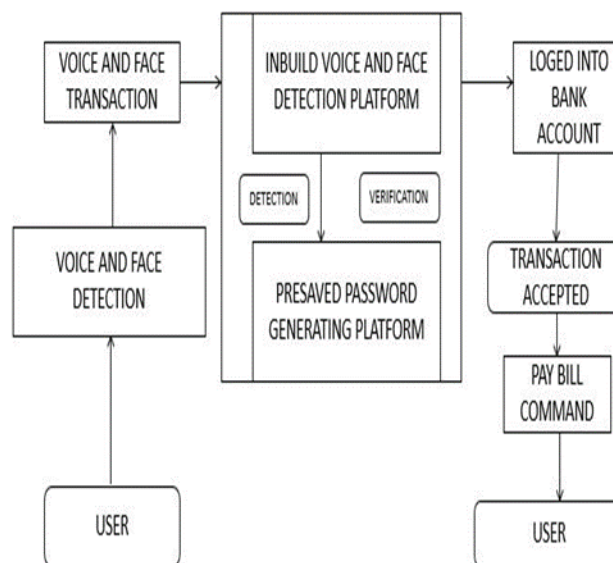 VOICE AND FACE
TRANSACTION
INBUILD VOICE AND FACE
DETECTION PLATFORM
LOGED INTO
BANK
ACCOUNT
DETECTION
VERIFICATION
VOICE AND FACE
DETECTION
PRESAVED PASSWORD
GENERATING PLATFORM
TRANSACTION
ACCEPTED
PAY BILL
COMMAND
USER
USER